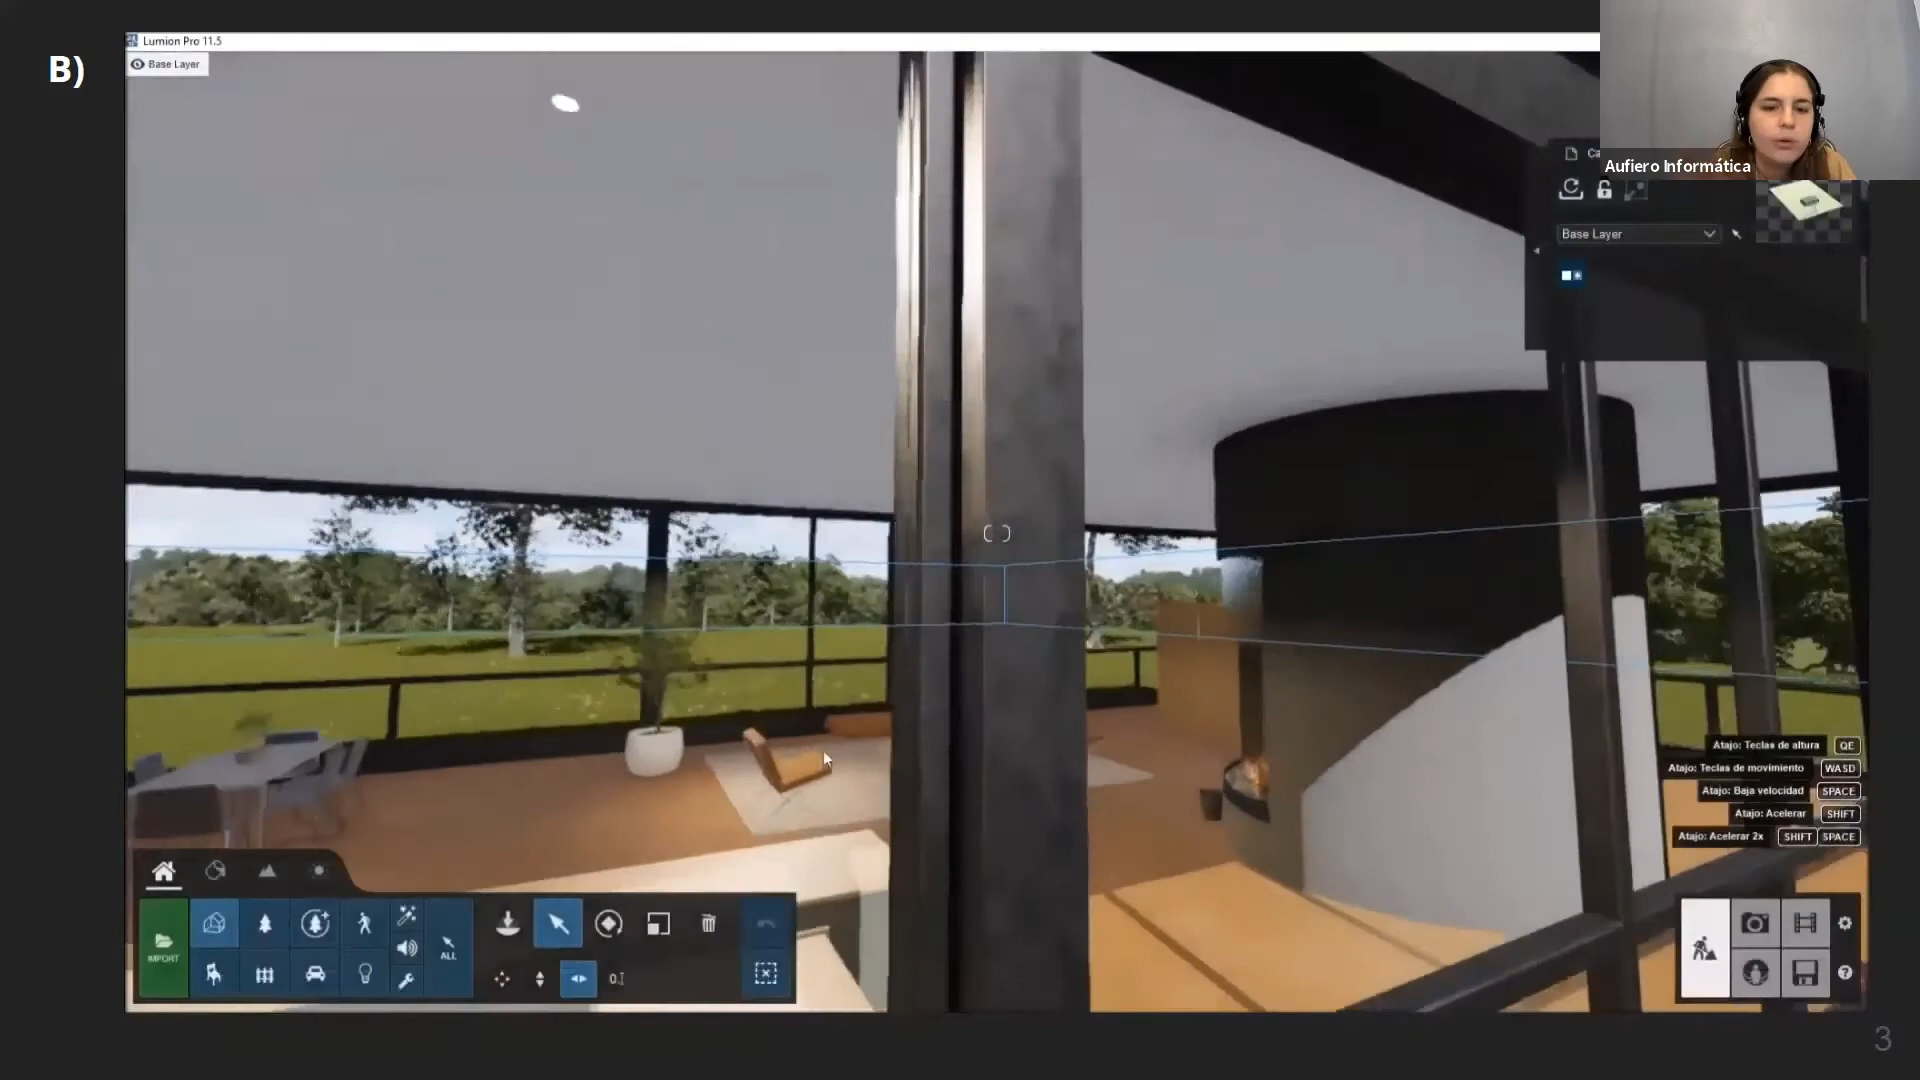 B)
Lumion Pro 11.5
Base Layer
Aufiero Informática
Base Layer
Atajo: Teclas de altura QE
Atajo: Teclas de movimiento WASD
Atajo: Baja velocidad SPACE
Atajo: Acelerar SHIFT
Atajo: Acelerar 2x SHIFT SPACE
IMPORT
ALL
3